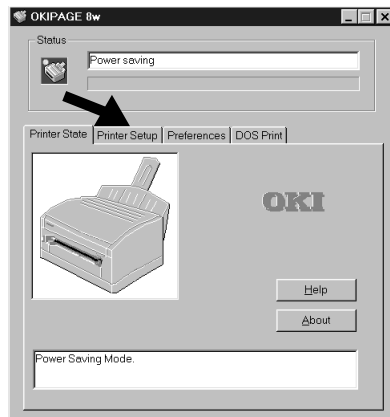 OKIPAGE 8w
Status
Power saving
Printer State Printer Setup Preferences DOS Print
OKI
Help
About
Power Saving Mode.